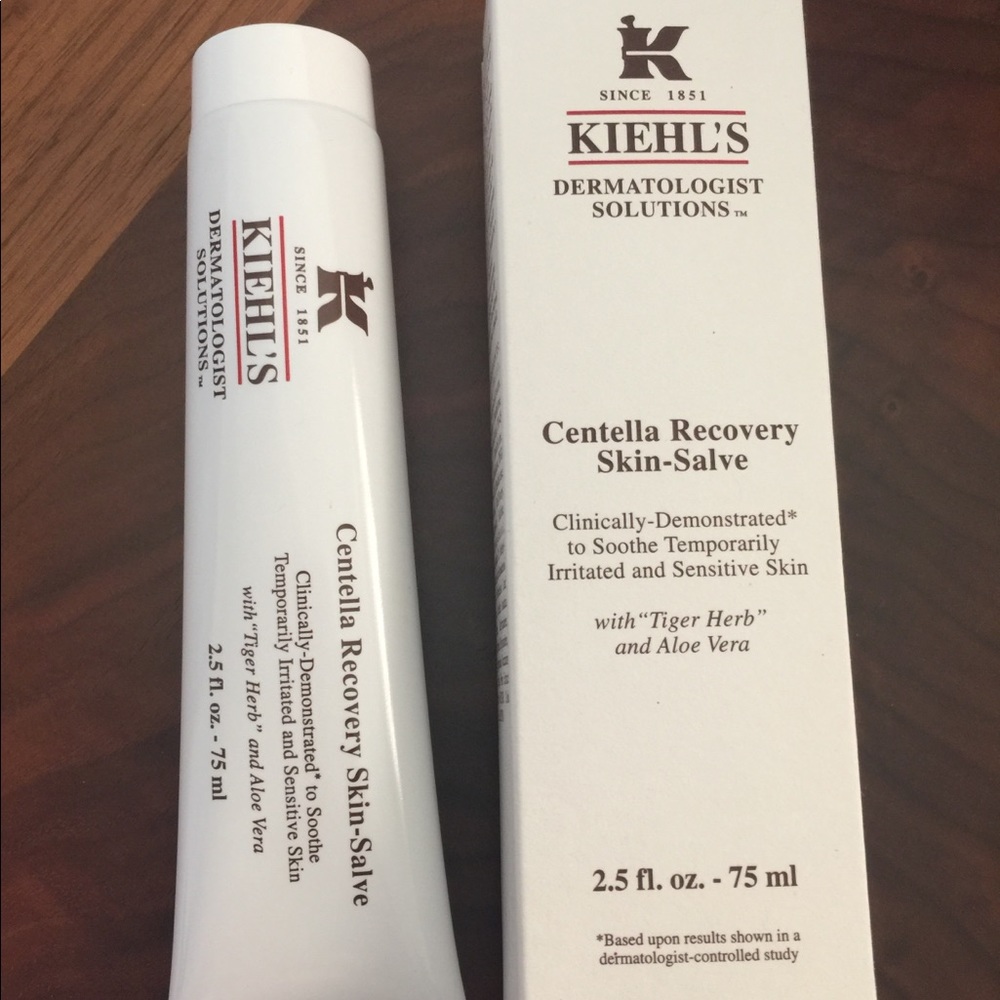 SINCE 1851
KIEHL'S
DERMATOLOGIST
SOLUTIONS™
Centella Recovery Skin-Salve
Clinically-Demonstrated* to Soothe
Temporarily Irritated and Sensitive Skin
with "Tiger Herb" and Aloe Vera
2.5 fl. oz. - 75 ml
K
SINCE 1851
KIEHL'S
DERMATOLOGIST
SOLUTIONS™
Centella Recovery
Skin-Salve
Clinically-Demonstrated*
to Soothe Temporarily
Irritated and Sensitive Skin
with "Tiger Herb"
and Aloe Vera
2.5 fl. oz. - 75 ml
*Based upon results shown in a
dermatologist-controlled study